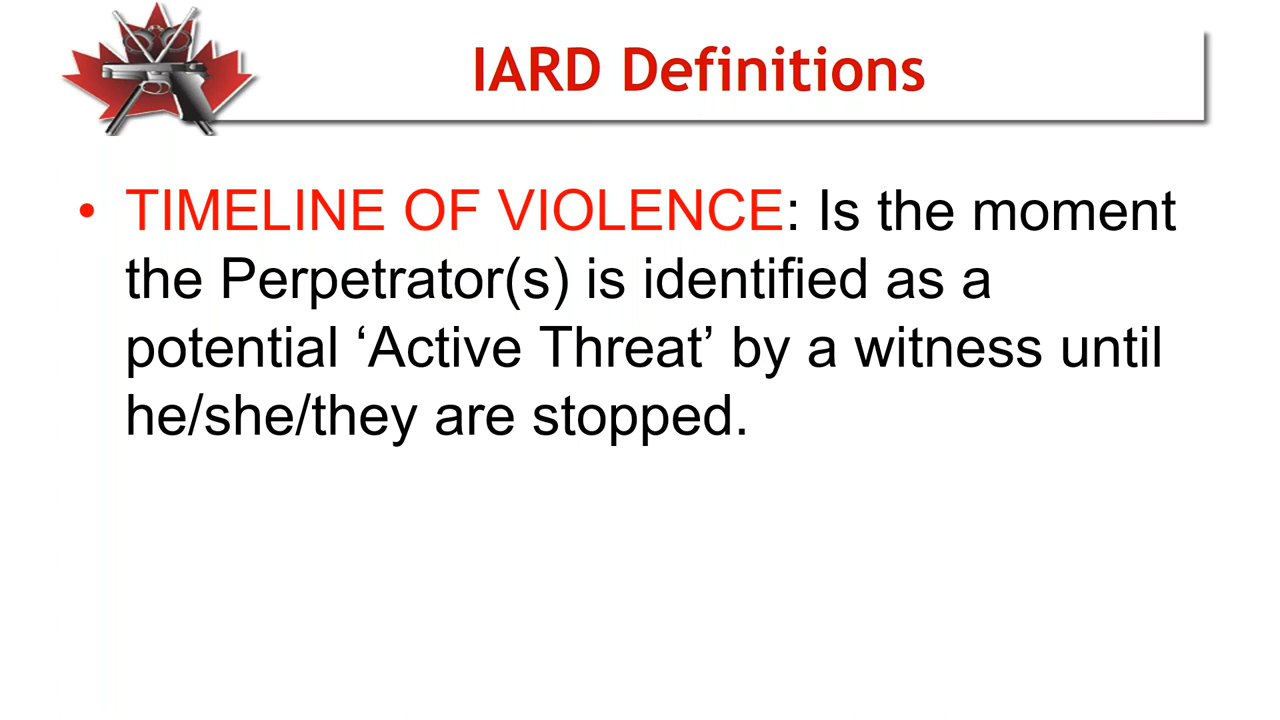 IARD Definitions
• TIMELINE OF VIOLENCE: Is the moment
the Perpetrator(s) is identified as a
potential ‘Active Threat’ by a witness until
he/she/they are stopped.